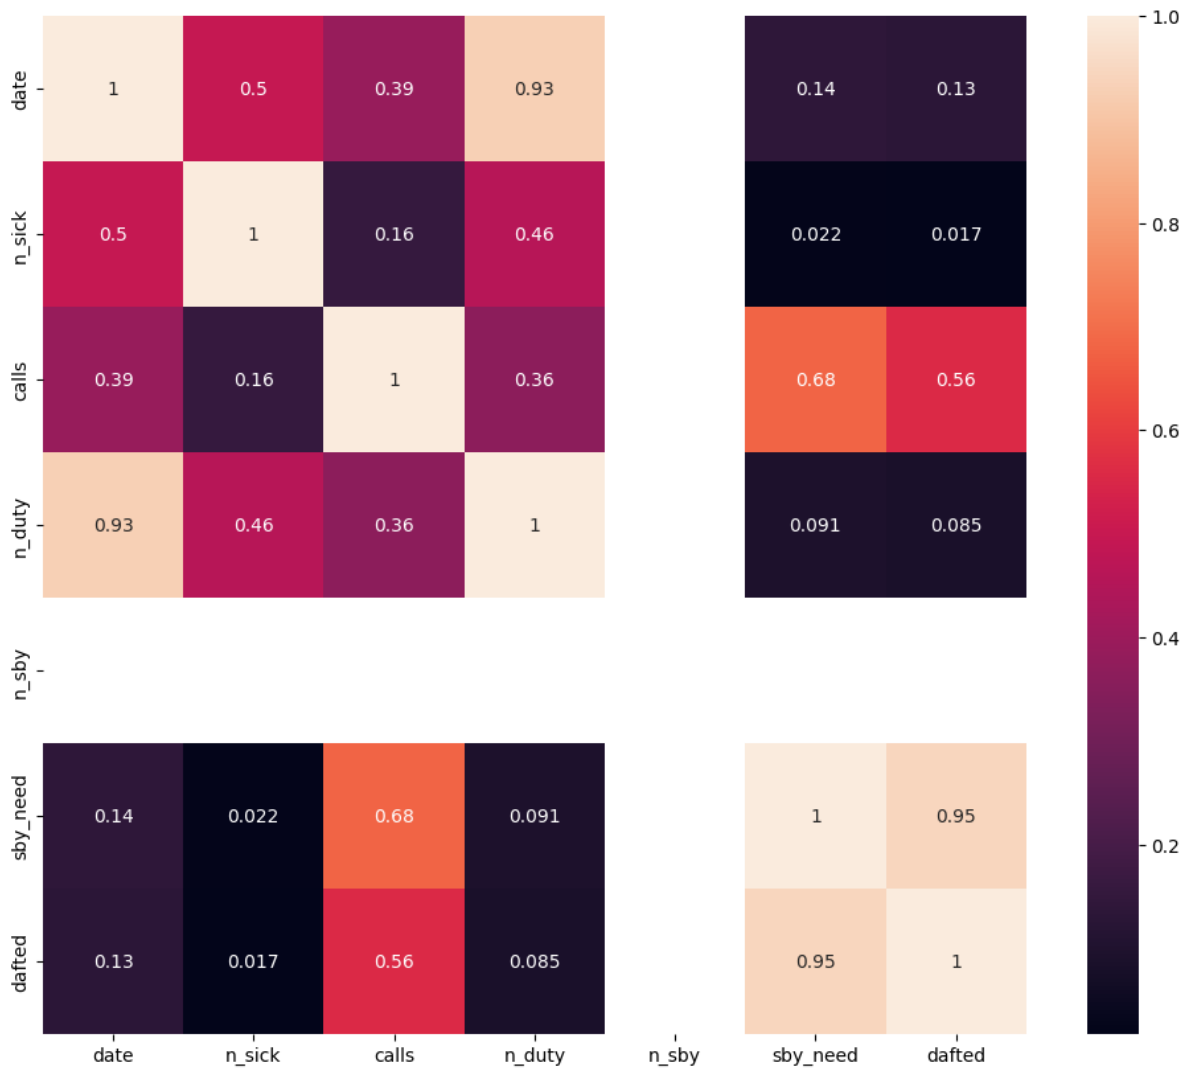 date 1 0.5 0.39 0.93 0.14 0.13 1.0
n_sick 0.5 1 0.16 0.46 0.022 0.017 0.8
calls 0.39 0.16 1 0.36 0.68 0.56 0.6
n_duty 0.93 0.46 0.36 1 0.091 0.085
n_sby 0.4
sby_need 0.14 0.022 0.68 0.091 1 0.95 0.2
dafted 0.13 0.017 0.56 0.085 0.95 1
date n_sick calls n_duty n_sby sby_need dafted